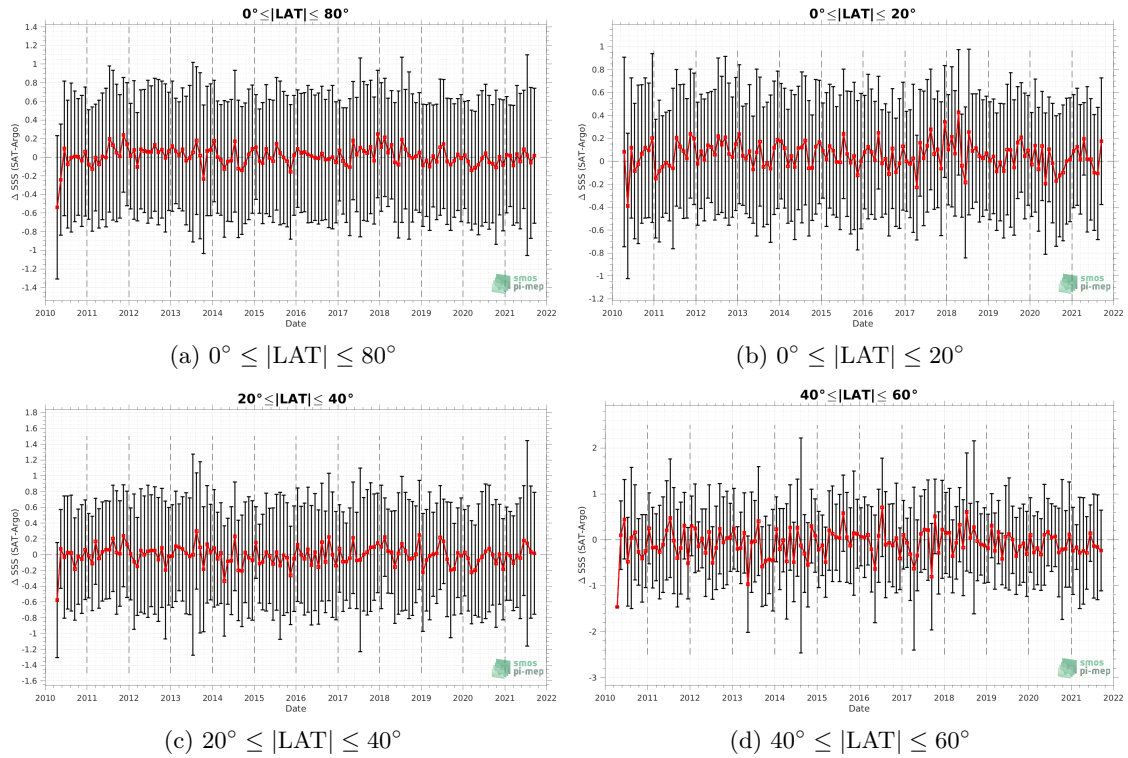 0°≤|LAT|≤ 80°
1.4
1.2
1
0.8
0.6
0.4
0.2
0
-0.2
-0.4
-0.6
-0.8
-1
-1.2
-1.4
Δ SSS (SAT-Argo)
2010 2011 2012 2013 2014 2015 2016 2017 2018 2019 2020 2021 2022
Date
smos
pi-mep
(a) 0° ≤ |LAT| ≤ 80°
0°≤|LAT|≤ 20°
1
0.8
0.6
0.4
0.2
0
-0.2
-0.4
-0.6
-0.8
-1
-1.2
Δ SSS (SAT-Argo)
2010 2011 2012 2013 2014 2015 2016 2017 2018 2019 2020 2021 2022
Date
smos
pi-mep
(b) 0° ≤ |LAT| ≤ 20°
20°≤|LAT|≤ 40°
1.8
1.6
1.4
1.2
1
0.8
0.6
0.4
0.2
0
-0.2
-0.4
-0.6
-0.8
-1
-1.2
-1.4
-1.6
Δ SSS (SAT-Argo)
2010 2011 2012 2013 2014 2015 2016 2017 2018 2019 2020 2021 2022
Date
smos
pi-mep
(c) 20° ≤ |LAT| ≤ 40°
40°≤|LAT|≤ 60°
2
1
0
-1
-2
-3
Δ SSS (SAT-Argo)
2010 2011 2012 2013 2014 2015 2016 2017 2018 2019 2020 2021 2022
Date
smos
pi-mep
(d) 40° ≤ |LAT| ≤ 60°